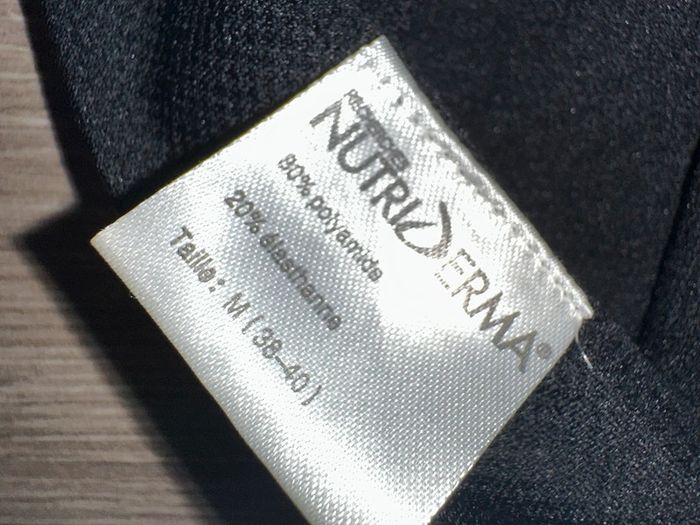 NUTRIDERMA®
80% polyamide
20% élasthanne
Taille: M (38-40)